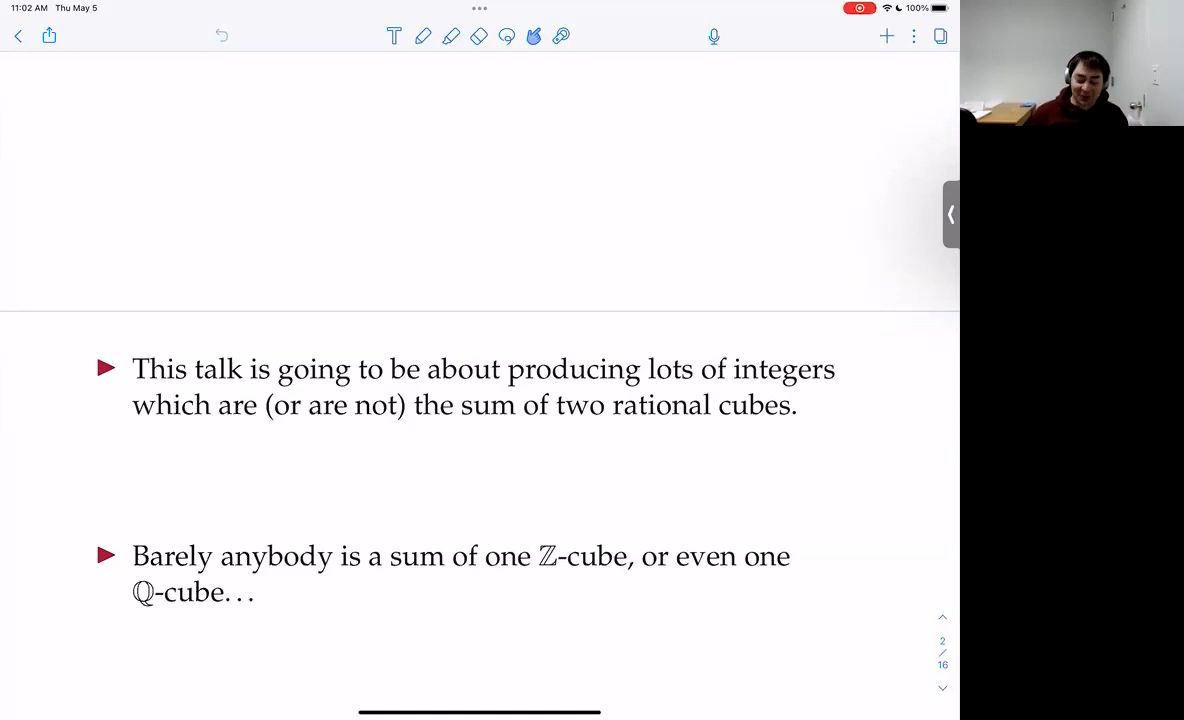 11:02 AM Thu May 5
100%
This talk is going to be about producing lots of integers
which are (or are not) the sum of two rational cubes.
Barely anybody is a sum of one ℤ-cube, or even one
ℚ-cube...
2
/
16